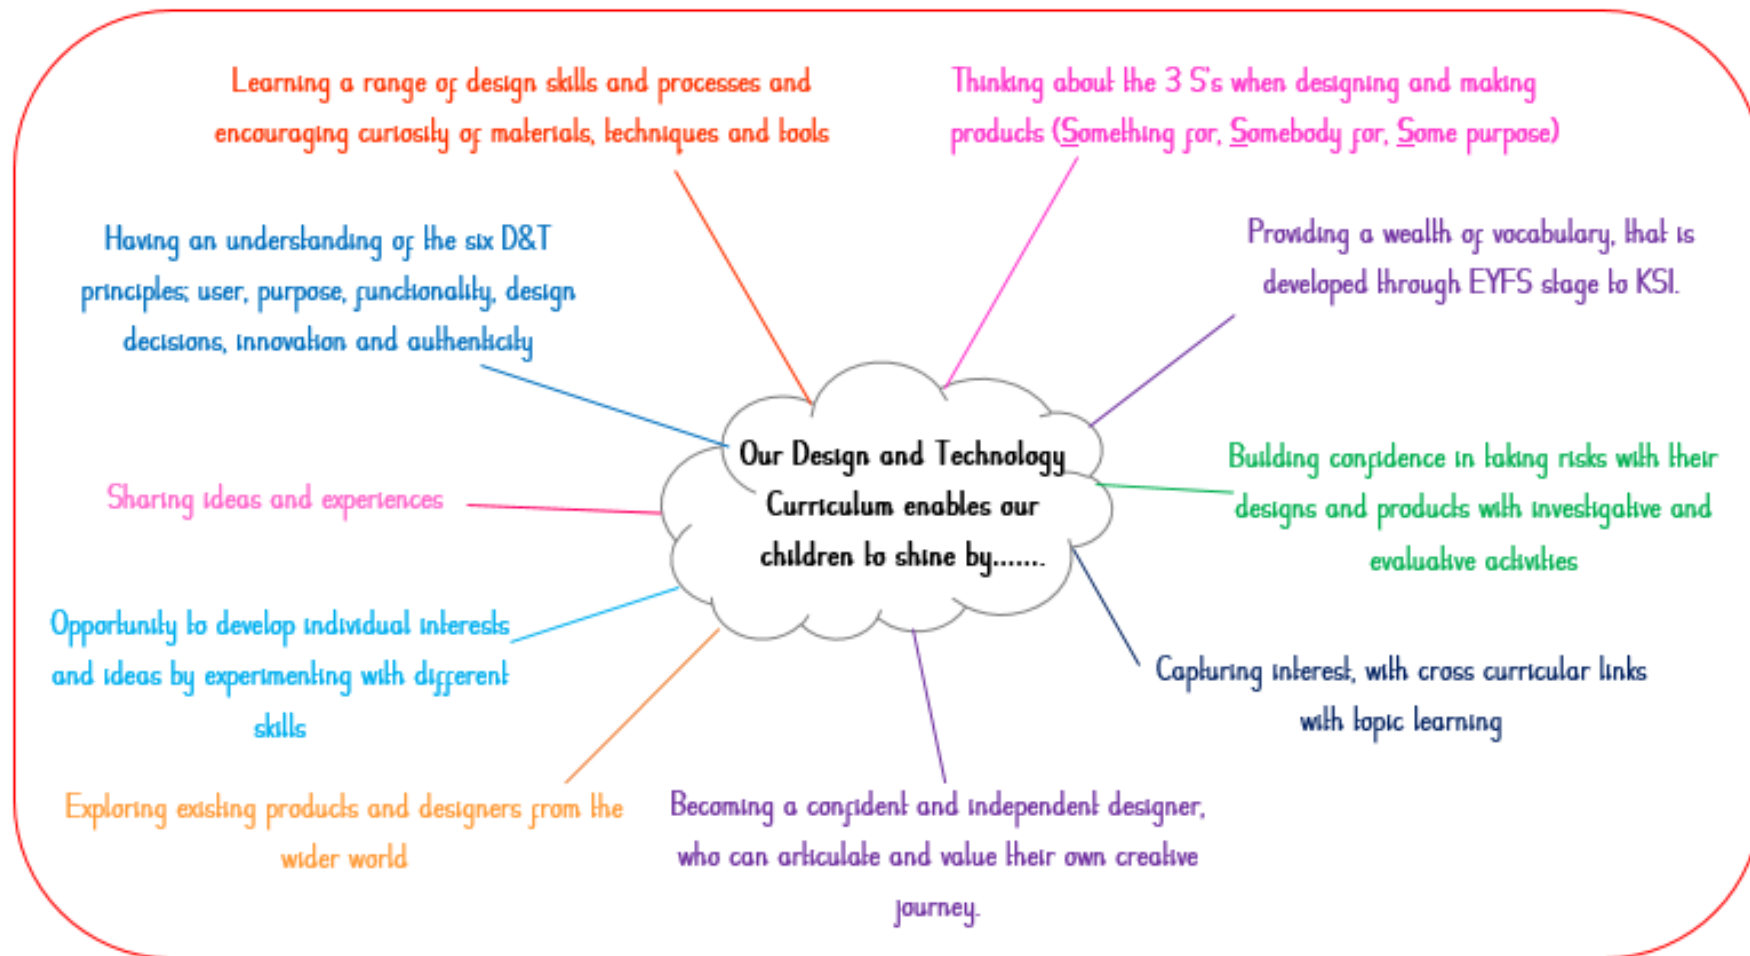 Learning a range of design skills and processes and
encouraging curiosity of materials, techniques and tools
Thinking about the 3 S's when designing and making
products (Something for, Somebody for, Some purpose)
Having an understanding of the six D&T
principles; user, purpose, functionality, design
decisions, innovation and authenticity
Providing a wealth of vocabulary, that is
developed through EYFS stage to KS1.
Our Design and Technology
Curriculum enables our
children to shine by.......
Sharing ideas and experiences
Building confidence in taking risks with their
designs and products with investigative and
evaluative activities
Opportunity to develop individual interests
and ideas by experimenting with different
skills
Capturing interest, with cross curricular links
with topic learning
Exploring existing products and designers from the
wider world
Becoming a confident and independent designer,
who can articulate and value their own creative
journey.